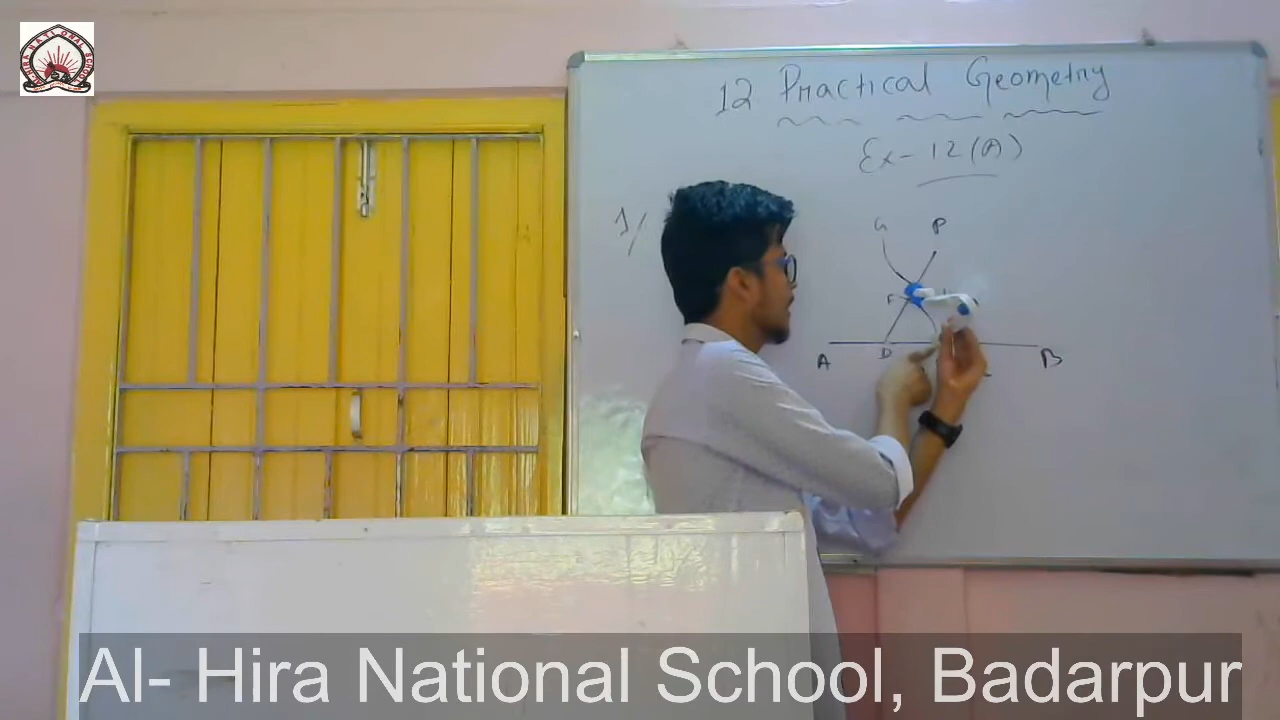 12 Practical Geometry
Ex-12(A)
1/
G P
F
A D B
Al- Hira National School, Badarpur